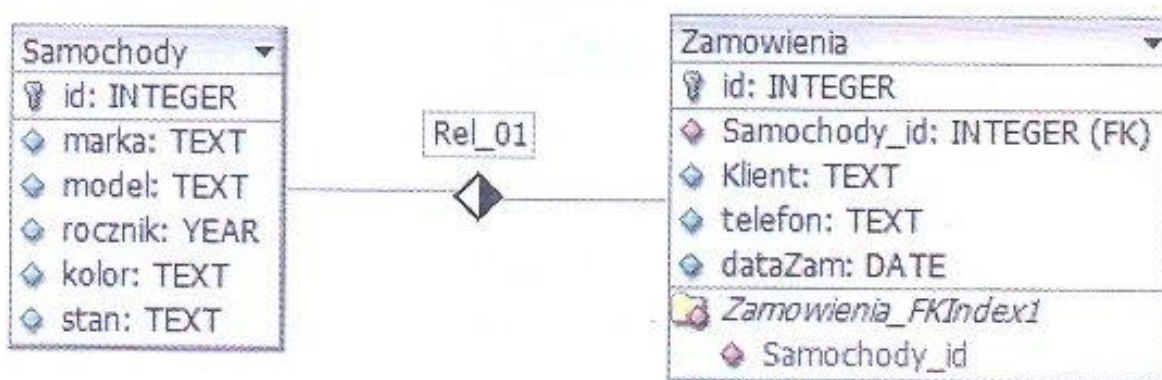 Samochody
id: INTEGER
marka: TEXT
model: TEXT
rocznik: YEAR
kolor: TEXT
stan: TEXT
Rel_01
Zamowienia
id: INTEGER
Samochody_id: INTEGER (FK)
Klient: TEXT
telefon: TEXT
dataZam: DATE
Zamowienia_FKIndex1
Samochody_id